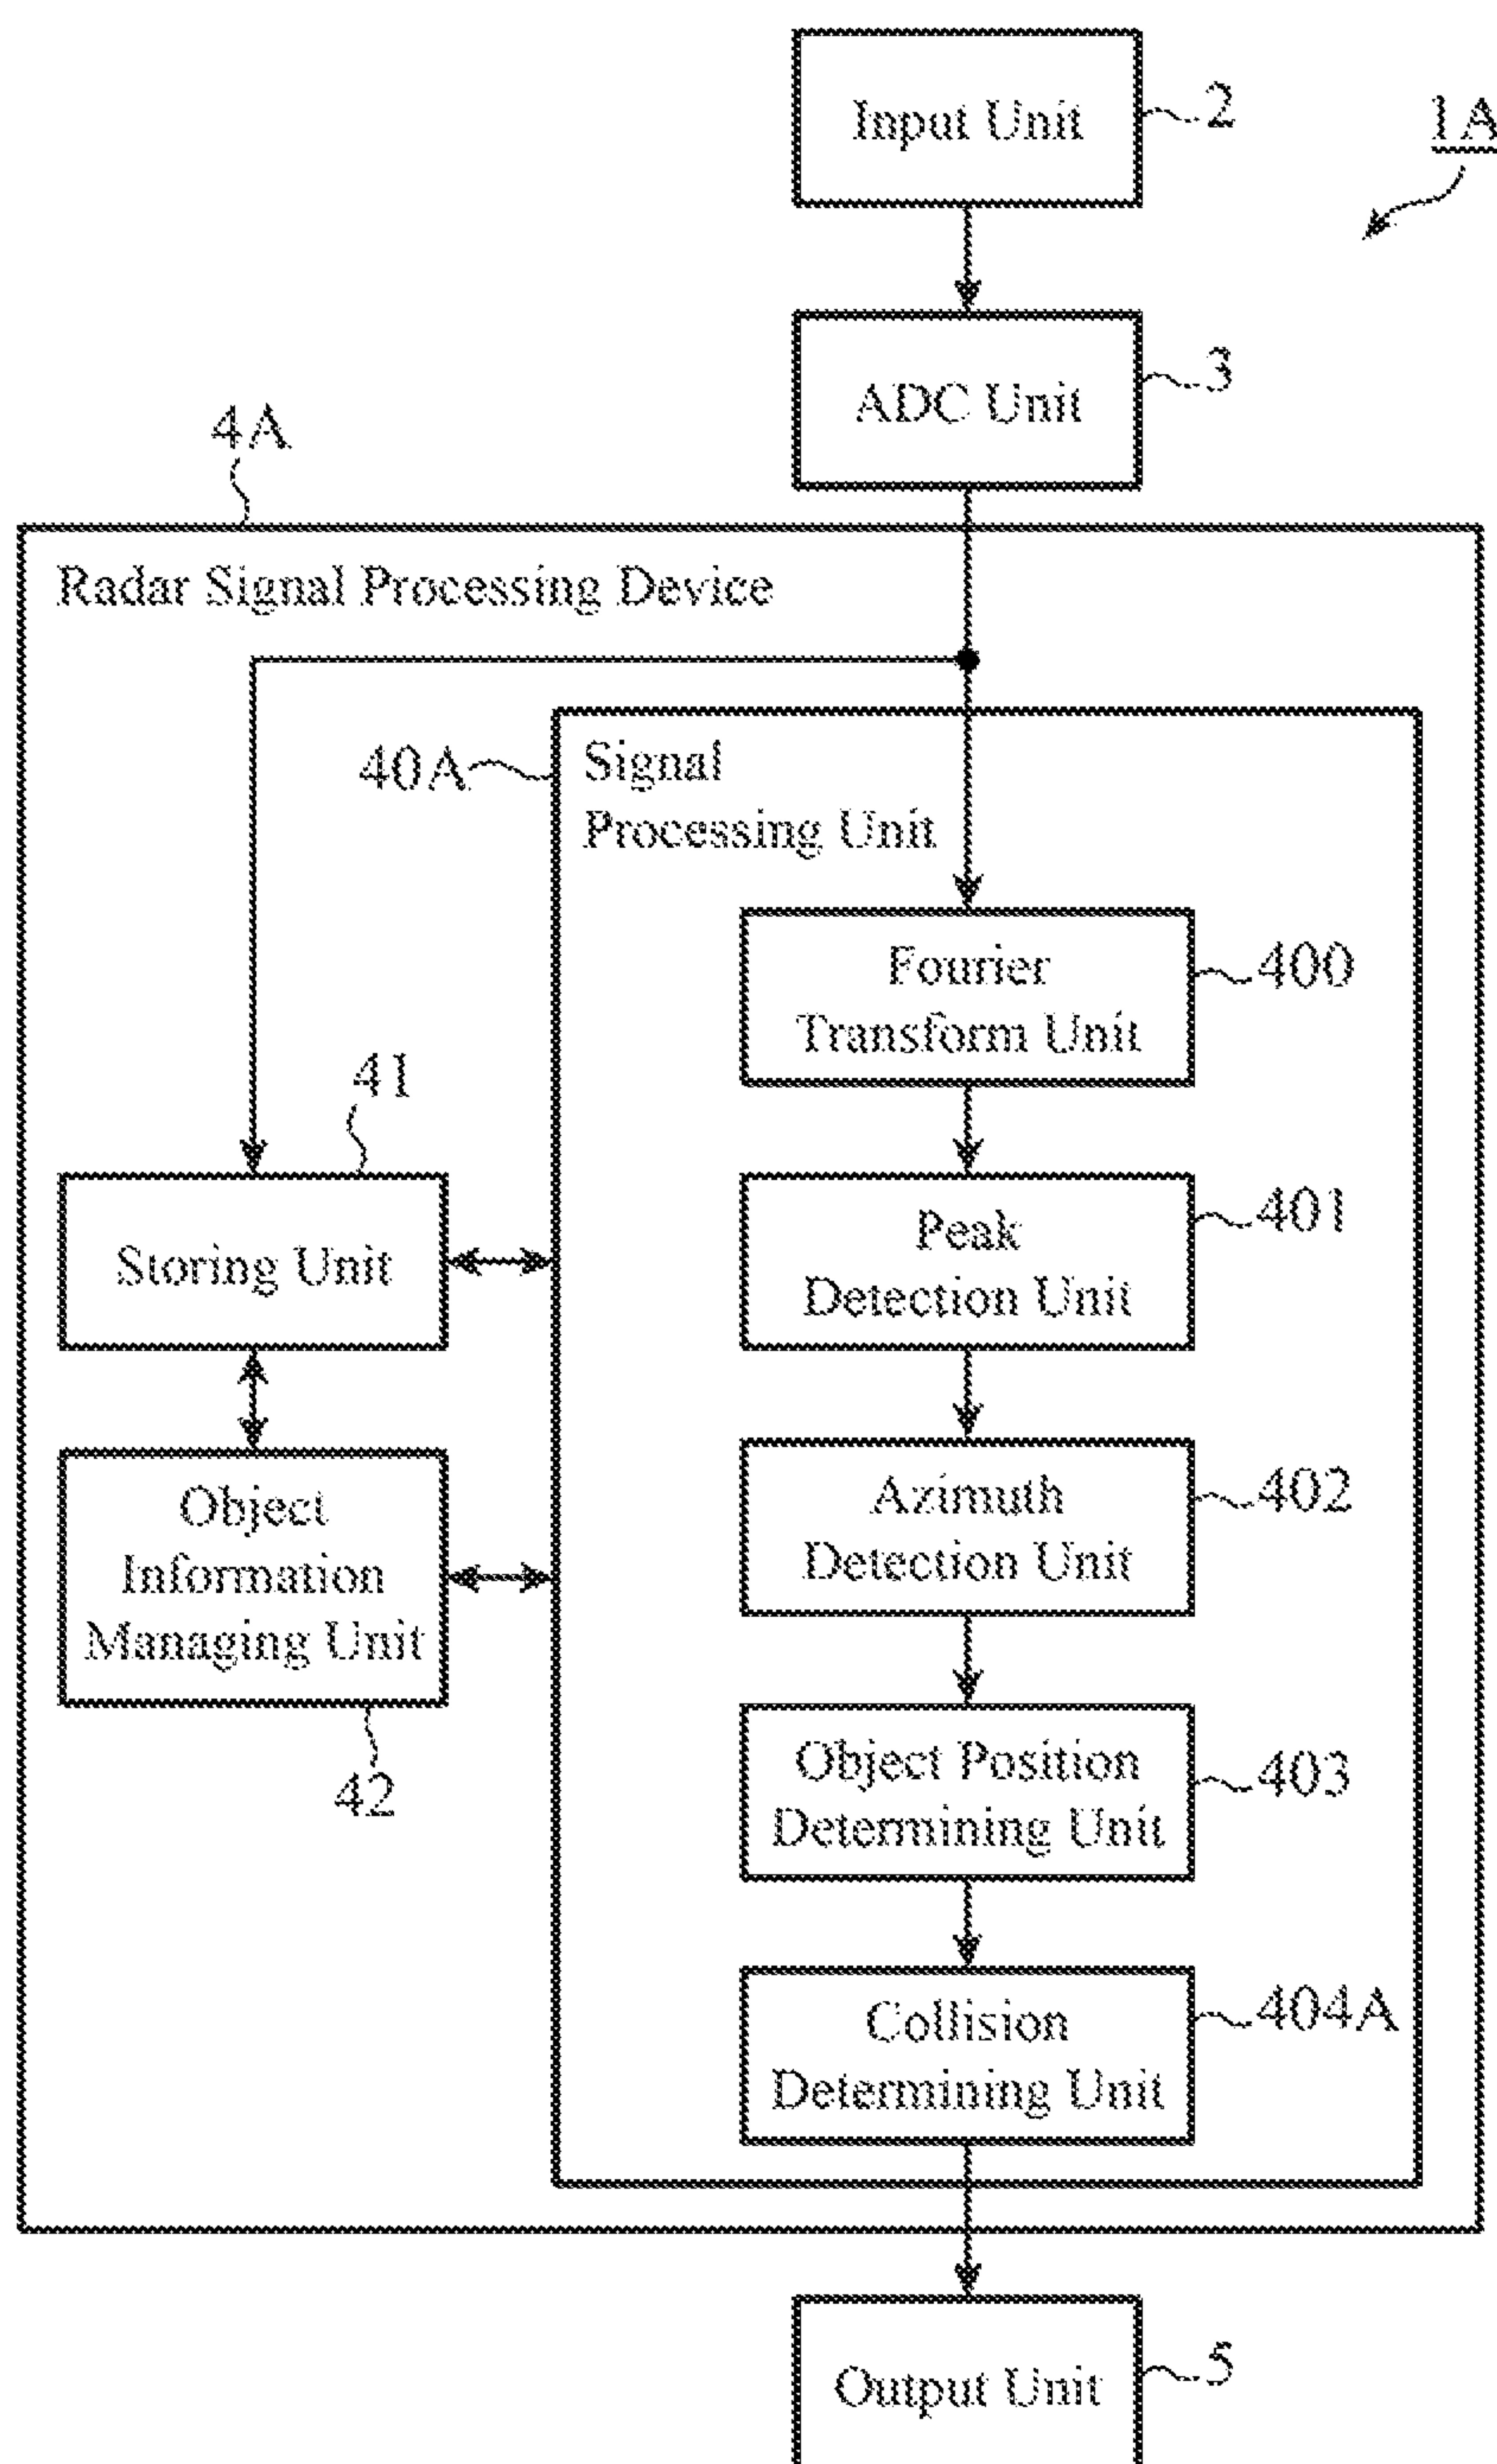 Input Unit
2
1A
ADC Unit
3
4A
Radar Signal Processing Device
40A
Signal
Processing Unit
Fourier
Transform Unit
400
41
Storing Unit
Peak
Detection Unit
401
Object
Information
Managing Unit
42
Azimuth
Detection Unit
402
Object Position
Determining Unit
403
Collision
Determining Unit
404A
Output Unit
5